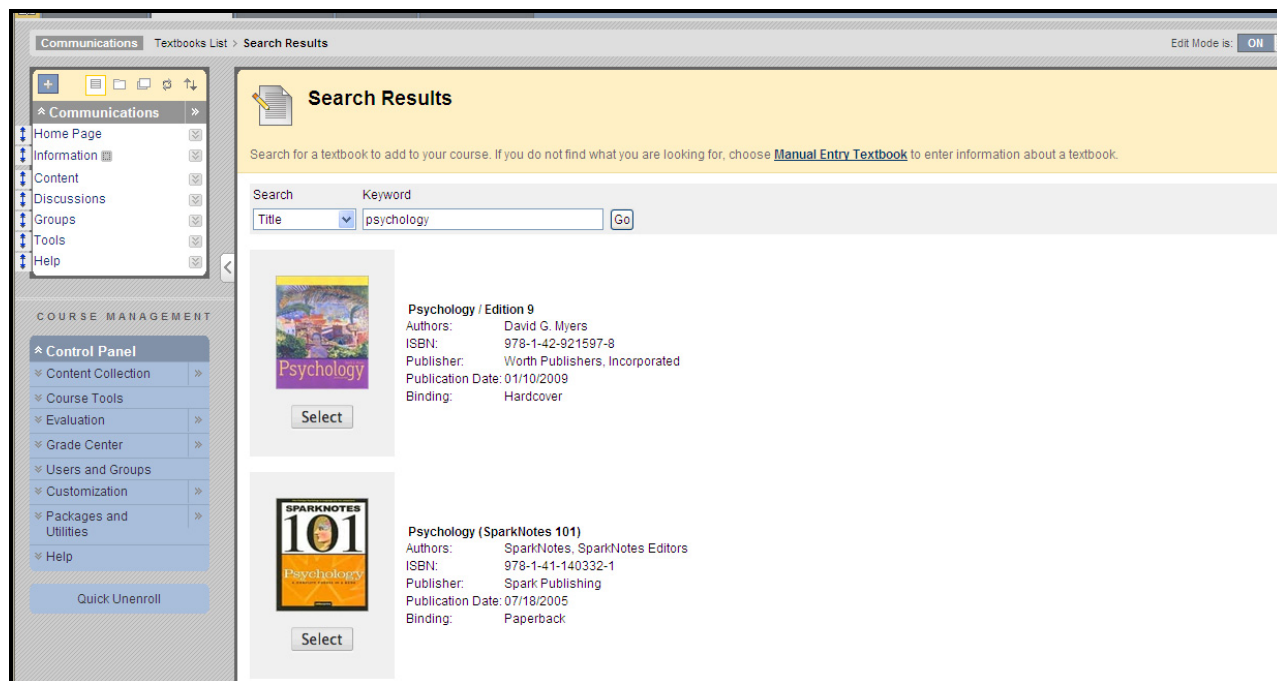 Communications Textbooks List > Search Results
Edit Mode is: ON
Communications
Home Page
Information
Content
Discussions
Groups
Tools
Help
COURSE MANAGEMENT
Control Panel
Content Collection
Course Tools
Evaluation
Grade Center
Users and Groups
Customization
Packages and
Utilities
Help
Quick Unenroll
Search Results
Search for a textbook to add to your course. If you do not find what you are looking for, choose Manual Entry Textbook to enter information about a textbook.
Search Keyword
Title psychology Go
Psychology
Select
Psychology / Edition 9
Authors: David G. Myers
ISBN: 978-1-42-921597-8
Publisher: Worth Publishers, Incorporated
Publication Date: 01/10/2009
Binding: Hardcover
SPARKNOTES
101
Psychology
Select
Psychology (SparkNotes 101)
Authors: SparkNotes, SparkNotes Editors
ISBN: 978-1-41-140332-1
Publisher: Spark Publishing
Publication Date: 07/18/2005
Binding: Paperback